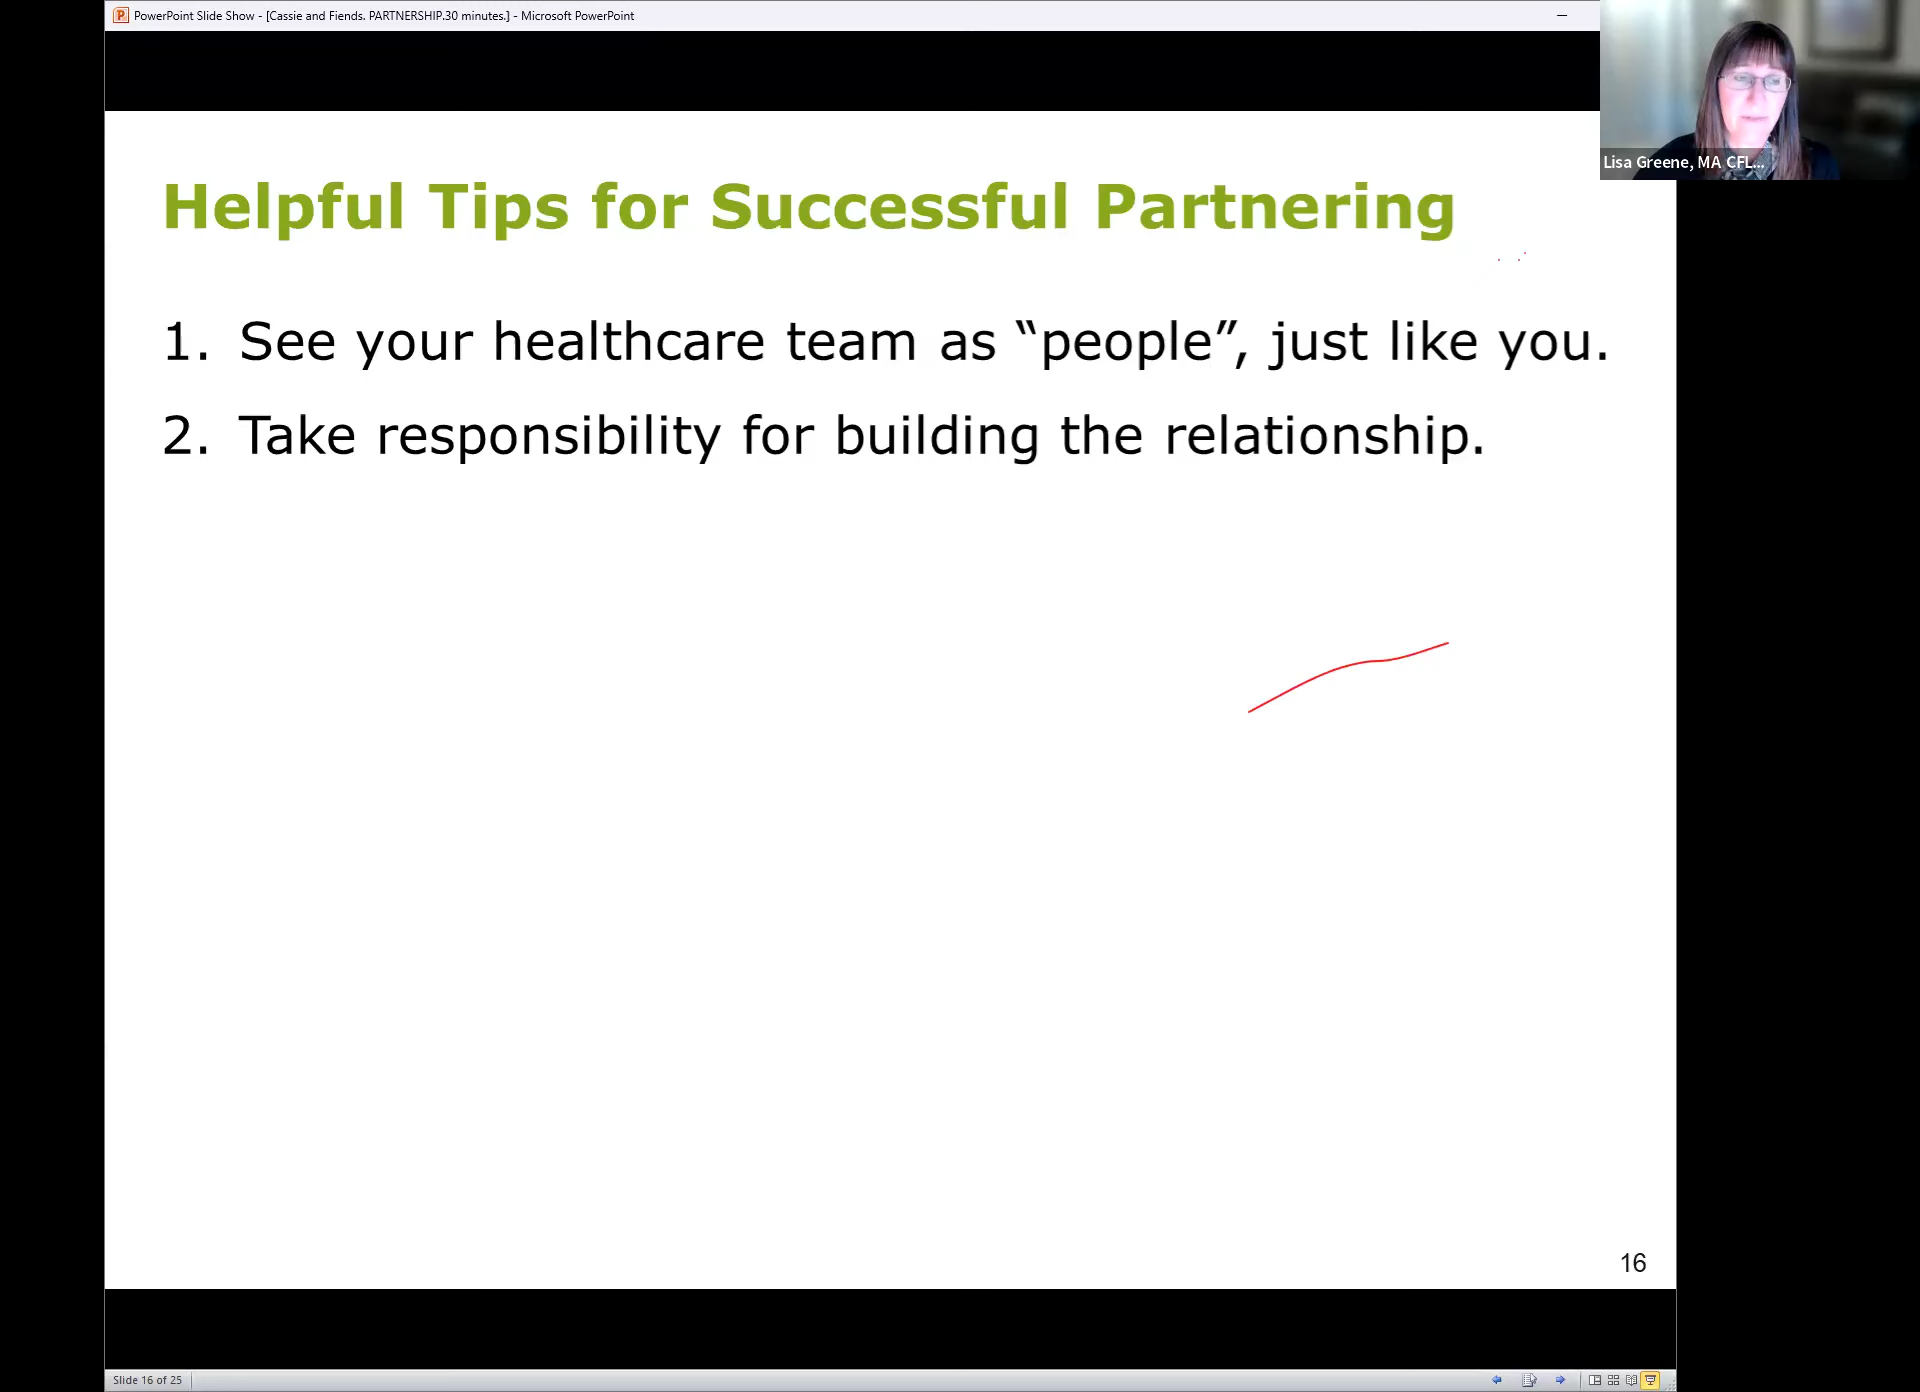 PowerPoint Slide Show - [Cassie and Fiends. PARTNERSHIP.30 minutes.] - Microsoft PowerPoint
Lisa Greene, MA CFL...
Helpful Tips for Successful Partnering
1. See your healthcare team as “people”, just like you.
2. Take responsibility for building the relationship.
16
Slide 16 of 25